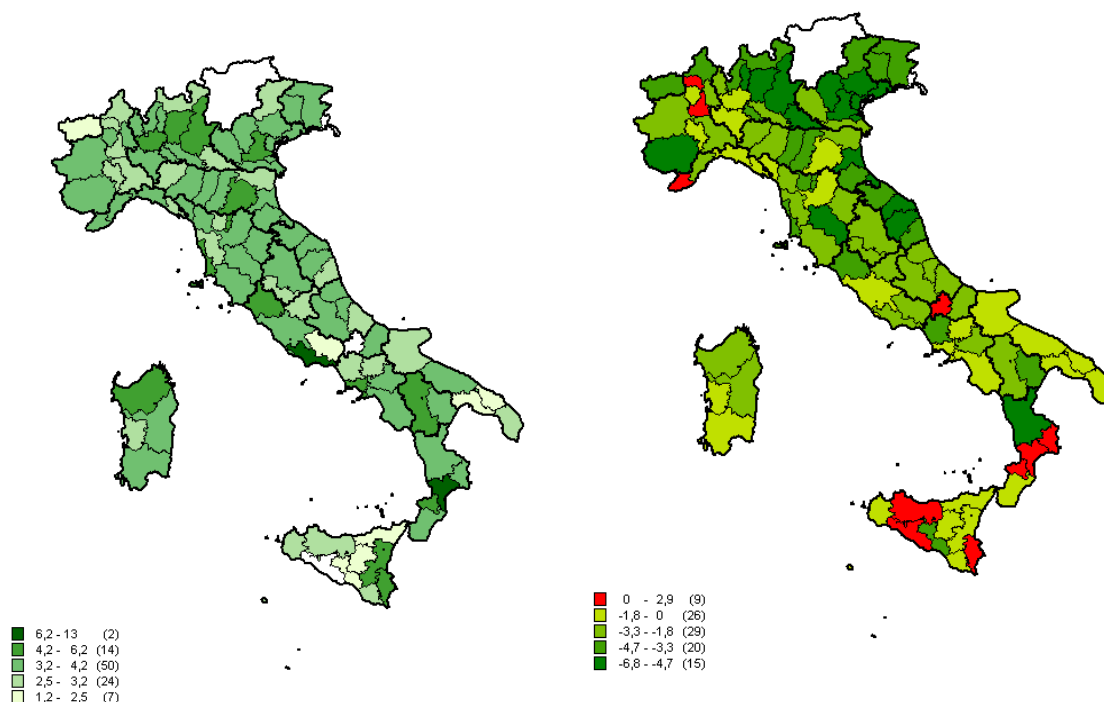 6,2 - 13 (2)
4,2 - 6,2 (14)
3,2 - 4,2 (50)
2,5 - 3,2 (24)
1,2 - 2,5 (7)
0 - 2,9 (9)
-1,8 - 0 (26)
-3,3 - -1,8 (29)
-4,7 - -3,3 (20)
-6,8 - -4,7 (15)